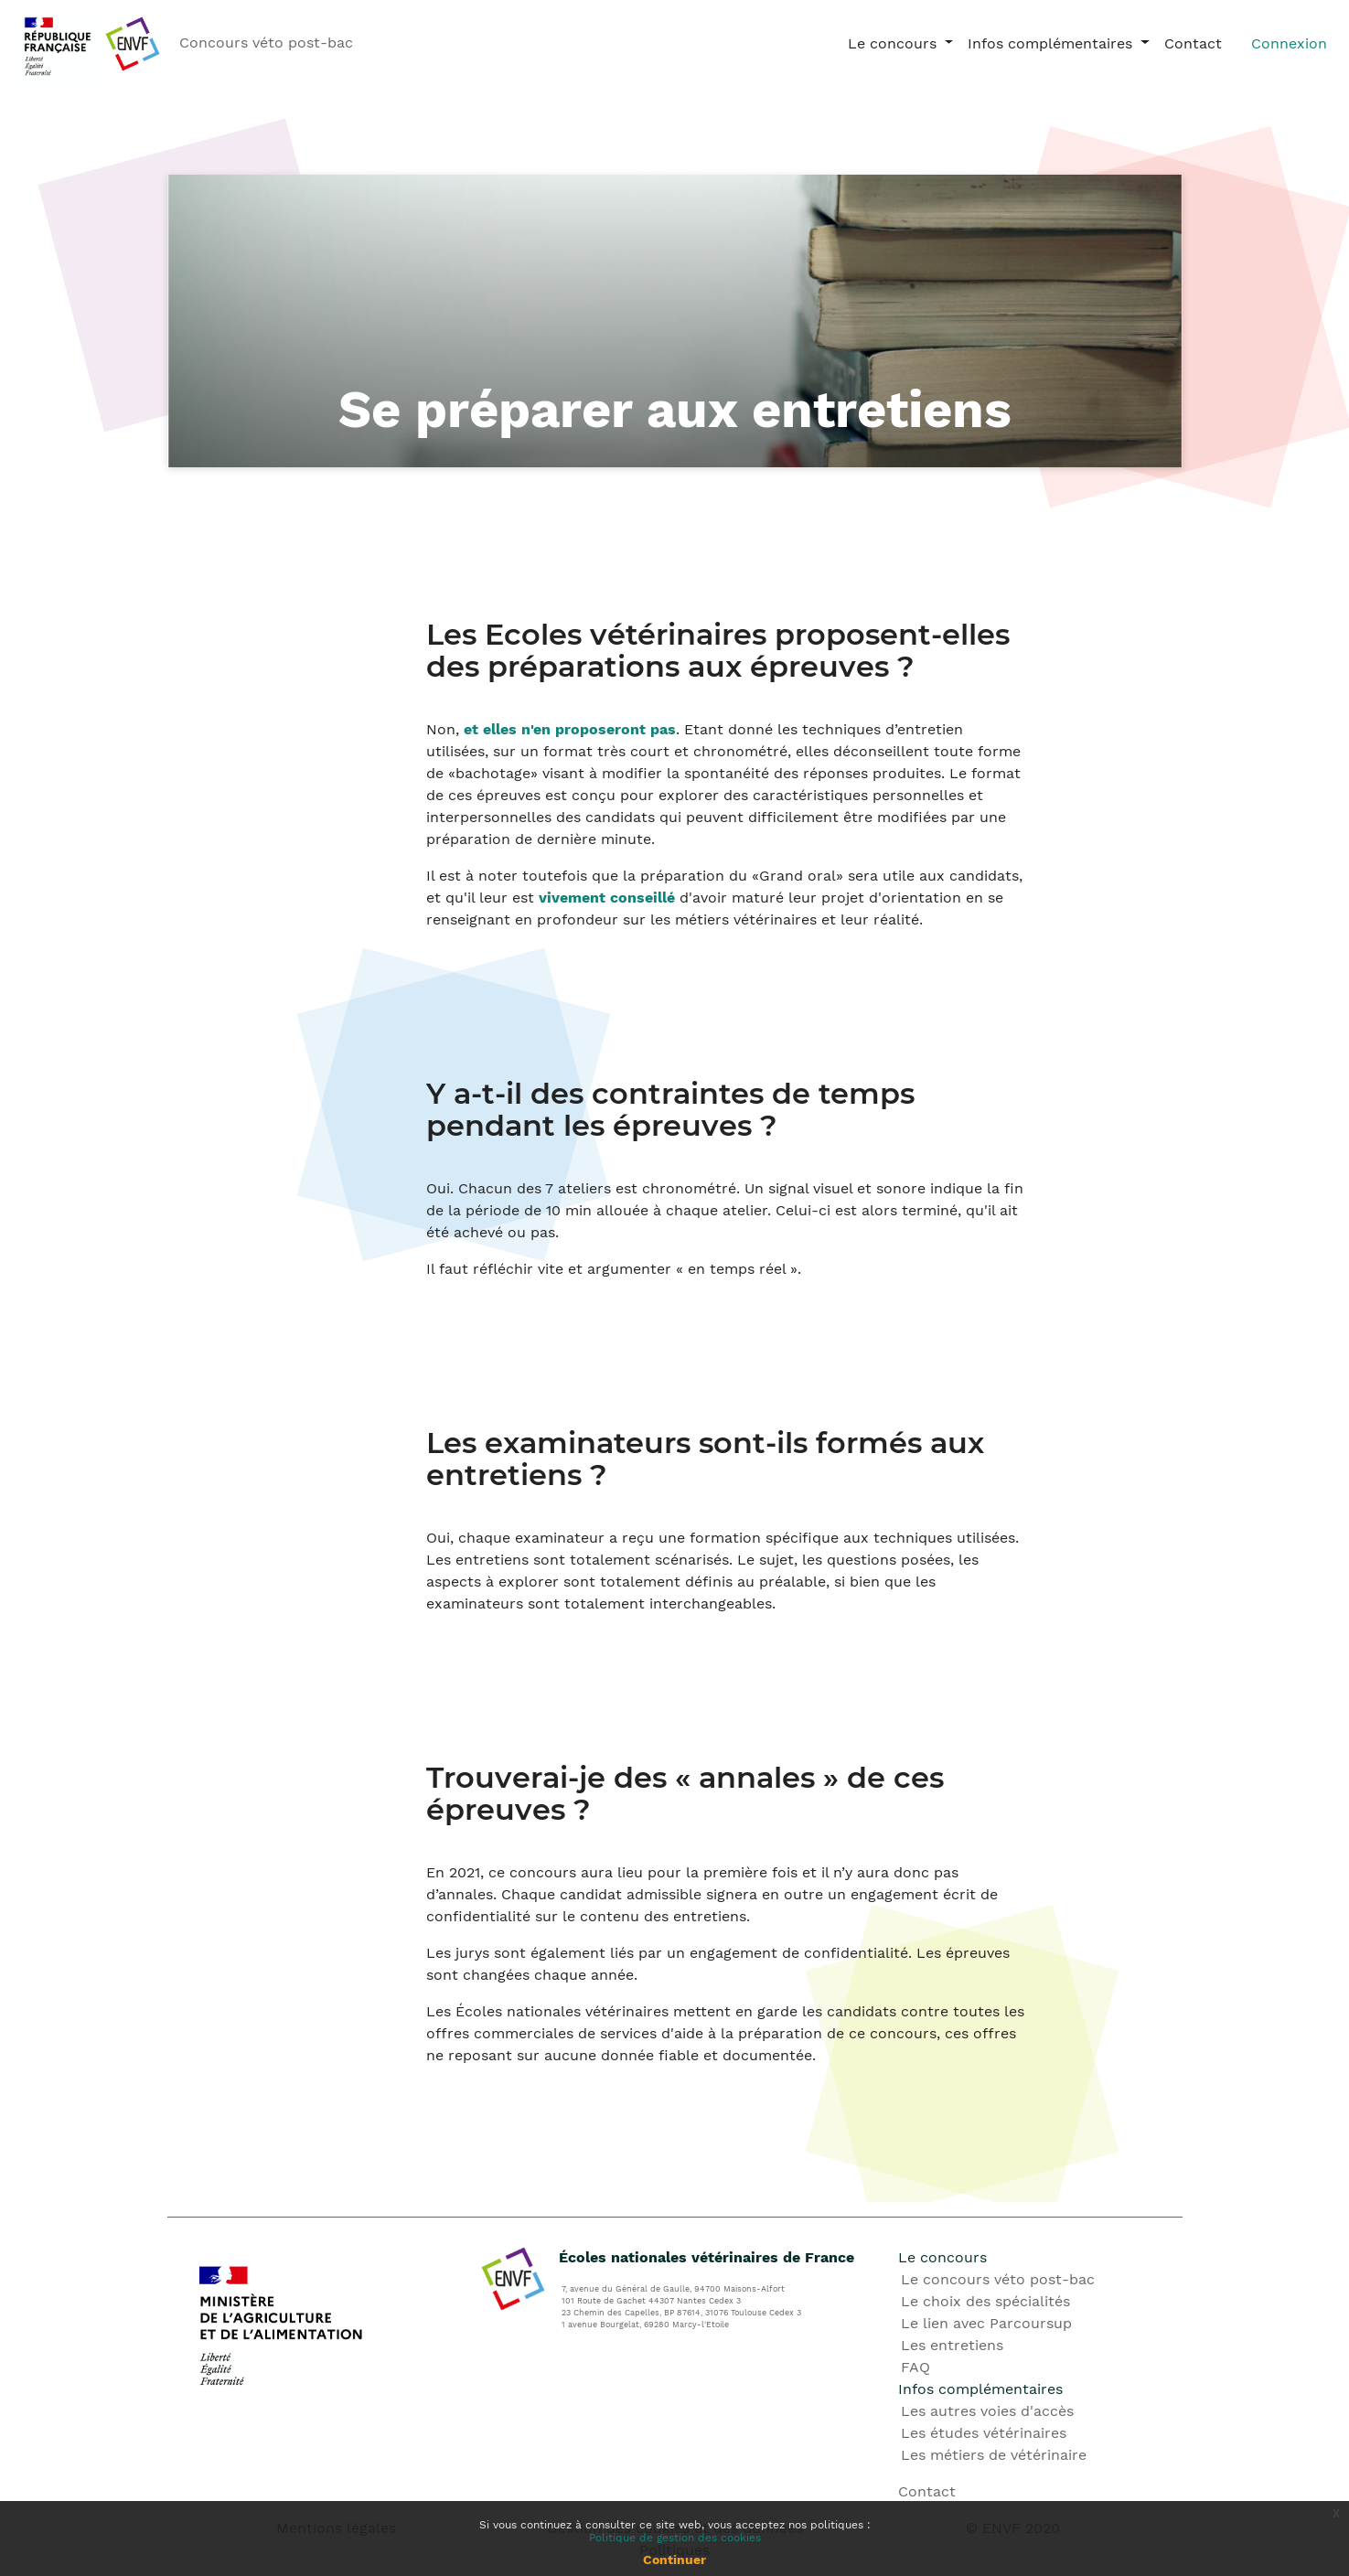 RÉPUBLIQUE
FRANÇAISE
Liberté
Égalité
Fraternité
ENVF
Concours véto post-bac
Le concours
Infos complémentaires
Contact
Connexion
Se préparer aux entretiens
Les Ecoles vétérinaires proposent-elles
des préparations aux épreuves ?
Non, et elles n'en proposeront pas. Etant donné les techniques d’entretien
utilisées, sur un format très court et chronométré, elles déconseillent toute forme
de «bachotage» visant à modifier la spontanéité des réponses produites. Le format
de ces épreuves est conçu pour explorer des caractéristiques personnelles et
interpersonnelles des candidats qui peuvent difficilement être modifiées par une
préparation de dernière minute.
Il est à noter toutefois que la préparation du «Grand oral» sera utile aux candidats,
et qu'il leur est vivement conseillé d'avoir maturé leur projet d'orientation en se
renseignant en profondeur sur les métiers vétérinaires et leur réalité.
Y a-t-il des contraintes de temps
pendant les épreuves ?
Oui. Chacun des 7 ateliers est chronométré. Un signal visuel et sonore indique la fin
de la période de 10 min allouée à chaque atelier. Celui-ci est alors terminé, qu'il ait
été achevé ou pas.
Il faut réfléchir vite et argumenter « en temps réel ».
Les examinateurs sont-ils formés aux
entretiens ?
Oui, chaque examinateur a reçu une formation spécifique aux techniques utilisées.
Les entretiens sont totalement scénarisés. Le sujet, les questions posées, les
aspects à explorer sont totalement définis au préalable, si bien que les
examinateurs sont totalement interchangeables.
Trouverai-je des « annales » de ces
épreuves ?
En 2021, ce concours aura lieu pour la première fois et il n’y aura donc pas
d’annales. Chaque candidat admissible signera en outre un engagement écrit de
confidentialité sur le contenu des entretiens.
Les jurys sont également liés par un engagement de confidentialité. Les épreuves
sont changées chaque année.
Les Écoles nationales vétérinaires mettent en garde les candidats contre toutes les
offres commerciales de services d'aide à la préparation de ce concours, ces offres
ne reposant sur aucune donnée fiable et documentée.
MINISTÈRE
DE L'AGRICULTURE
ET DE L'ALIMENTATION
Liberté
Égalité
Fraternité
ENVF
Écoles nationales vétérinaires de France
7, avenue du Général de Gaulle, 94700 Maisons-Alfort
101 Route de Gachet 44307 Nantes Cedex 3
23 Chemin des Capelles, BP 87614, 31076 Toulouse Cedex 3
1 avenue Bourgelat, 69280 Marcy-l'Etoile
Le concours
Le concours véto post-bac
Le choix des spécialités
Le lien avec Parcoursup
Les entretiens
FAQ
Infos complémentaires
Les autres voies d'accès
Les études vétérinaires
Les métiers de vétérinaire
Contact
Mentions légales
© ENVF 2020
X
Si vous continuez à consulter ce site web, vous acceptez nos politiques :
Politique de gestion des cookies
Continuer